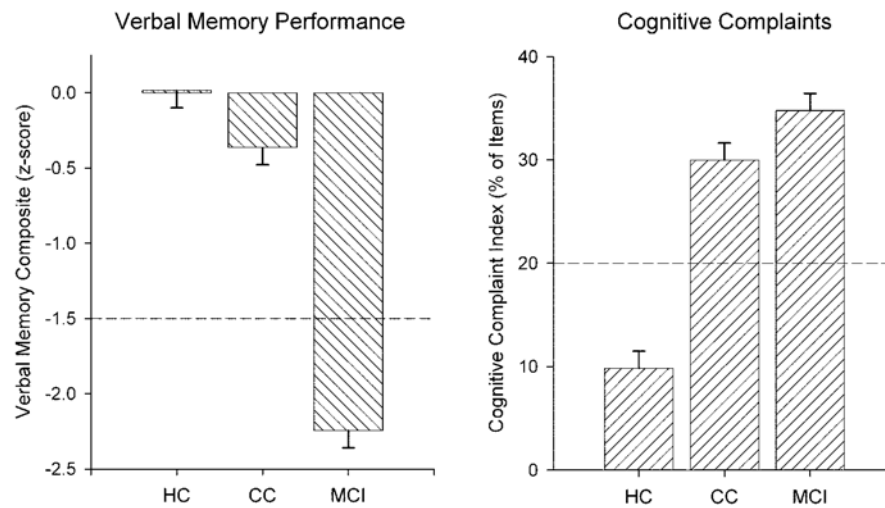 Verbal Memory Performance
Verbal Memory Composite (z-score)
0.0
-0.5
-1.0
-1.5
-2.0
-2.5
HC CC MCI
Cognitive Complaints
Cognitive Complaint Index (% of Items)
40
30
20
10
0
HC CC MCI